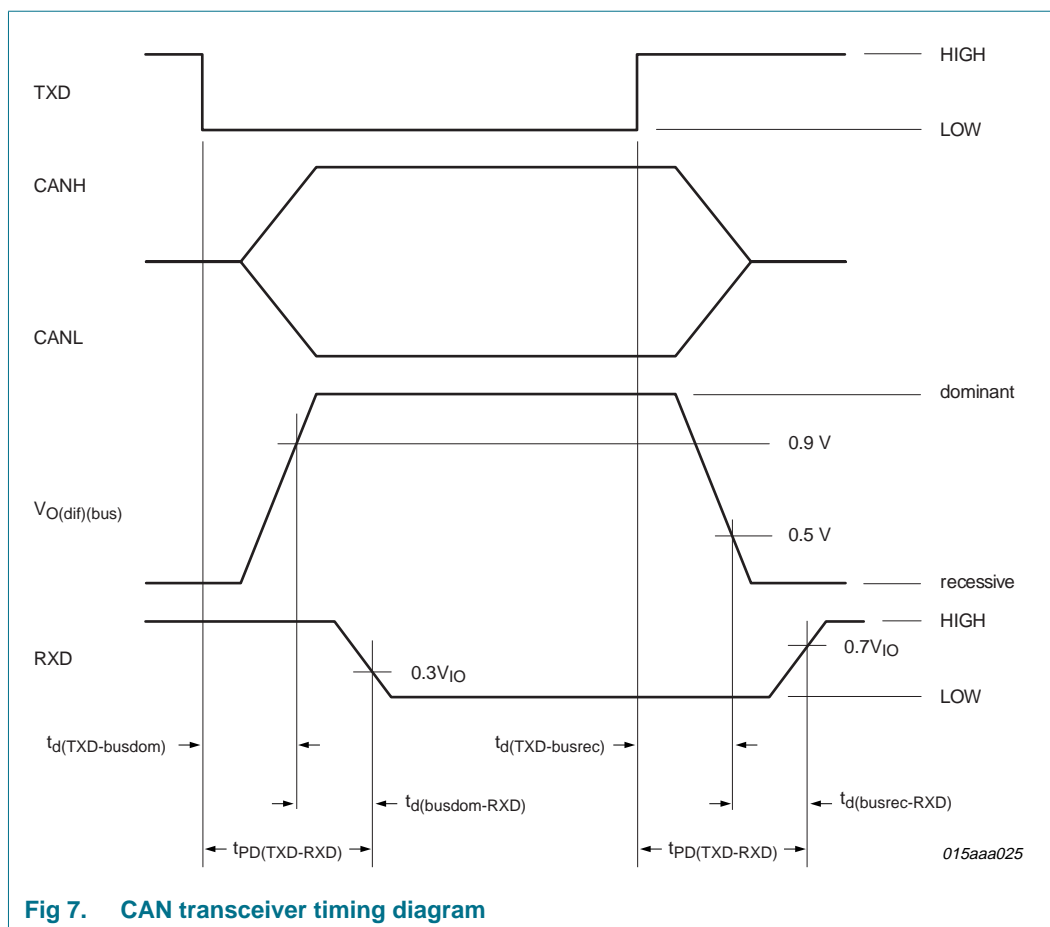 HIGH
TXD
LOW
CANH
CANL
dominant
0.9 V
VO(dif)(bus)
0.5 V
recessive
HIGH
RXD
0.7VIO
0.3VIO
LOW
td(TXD-busdom)
td(TXD-busrec)
td(busdom-RXD)
td(busrec-RXD)
tPD(TXD-RXD)
tPD(TXD-RXD)
015aaa025
Fig 7. CAN transceiver timing diagram